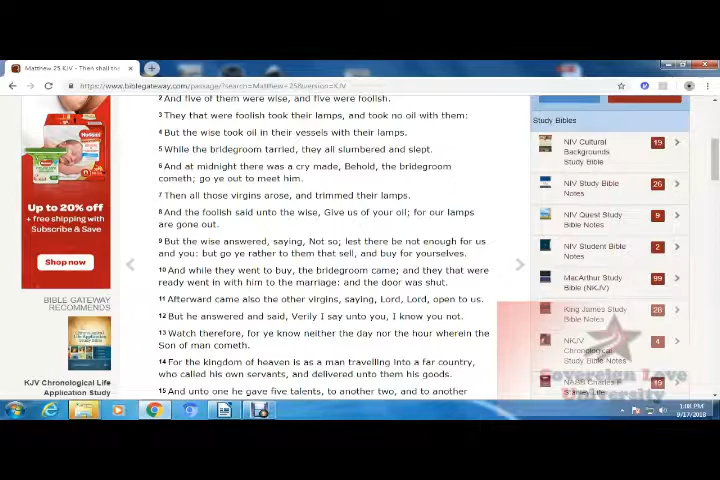 Matthew 25 KJV - Then shall the
https://www.biblegateway.com/passage/?search=Matthew+25&version=KJV
2 And five of them were wise, and five were foolish.
3 They that were foolish took their lamps, and took no oil with them:
4 But the wise took oil in their vessels with their lamps.
5 While the bridegroom tarried, they all slumbered and slept.
6 And at midnight there was a cry made, Behold, the bridegroom
cometh; go ye out to meet him.
7 Then all those virgins arose, and trimmed their lamps.
8 And the foolish said unto the wise, Give us of your oil; for our lamps
are gone out.
9 But the wise answered, saying, Not so; lest there be not enough for us
and you: but go ye rather to them that sell, and buy for yourselves.
10 And while they went to buy, the bridegroom came; and they that were
ready went in with him to the marriage: and the door was shut.
11 Afterward came also the other virgins, saying, Lord, Lord, open to us.
12 But he answered and said, Verily I say unto you, I know you not.
13 Watch therefore, for ye know neither the day nor the hour wherein the
Son of man cometh.
14 For the kingdom of heaven is as a man travelling into a far country,
who called his own servants, and delivered unto them his goods.
15 And unto one he gave five talents, to another two, and to another
HUGGIES
Up to 20% off
+ free shipping with
Subscribe & Save
Shop now
BIBLE GATEWAY
RECOMMENDS
KJV Chronological Life
Application Study
Study Bibles
NIV Cultural
Backgrounds
Study Bible
19
NIV Study Bible
Notes
26
NIV Quest Study
Bible Notes
9
NIV Student Bible
Notes
2
MacArthur Study
Bible (NKJV)
99
King James Study
Bible Notes
28
NKJV
Chronological
Study Bible Notes
4
NASB Charles F.
Stanley Life
19
Sovereign Love
University
1:08 PM
9/17/2018